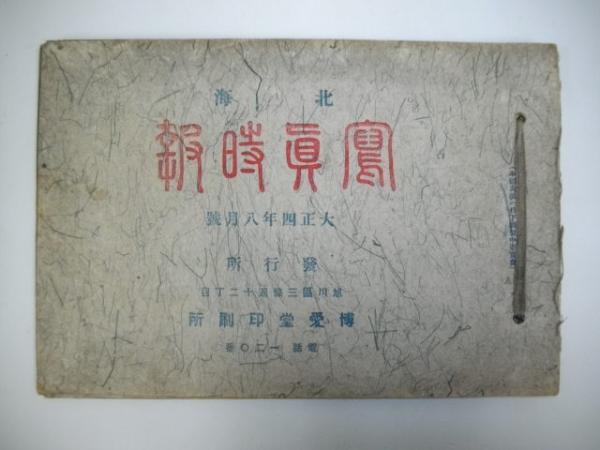 北海
寫眞時報
大正四年八月號
發行所
旭川區三條通十二丁目
博愛堂印刷所
電話一二〇番